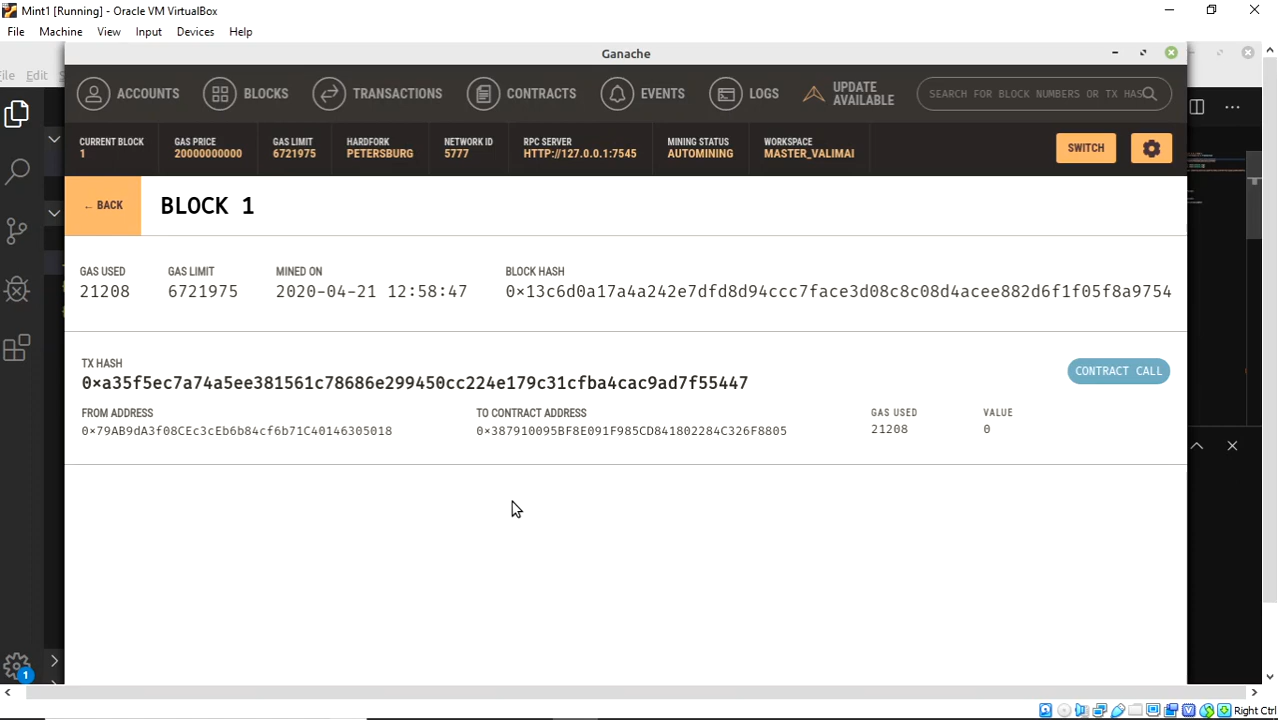 Mint1 [Running] - Oracle VM VirtualBox
File Machine View Input Devices Help
Ganache
File Edit
ACCOUNTS BLOCKS TRANSACTIONS CONTRACTS EVENTS LOGS UPDATE AVAILABLE SEARCH FOR BLOCK NUMBERS OR TX HAS
CURRENT BLOCK GAS PRICE GAS LIMIT HARDFORK NETWORK ID RPC SERVER MINING STATUS WORKSPACE
1 20000000000 6721975 PETERSBURG 5777 HTTP://127.0.0.1:7545 AUTOMINING MASTER_VALIMAI SWITCH
← BACK BLOCK 1
GAS USED GAS LIMIT MINED ON BLOCK HASH
21208 6721975 2020-04-21 12:58:47 0×13c6d0a17a4a242e7dfd8d94ccc7face3d08c8c08d4acee882d6f1f05f8a9754
TX HASH
0×a35f5ec7a74a5ee381561c78686e299450cc224e179c31cfba4cac9ad7f55447 CONTRACT CALL
FROM ADDRESS TO CONTRACT ADDRESS GAS USED VALUE
0×79AB9dA3f08CEc3cEb6b84cf6b71C40146305018 0×387910095BF8E091F985CD841802284C326F8805 21208 0
1
Right Ctrl